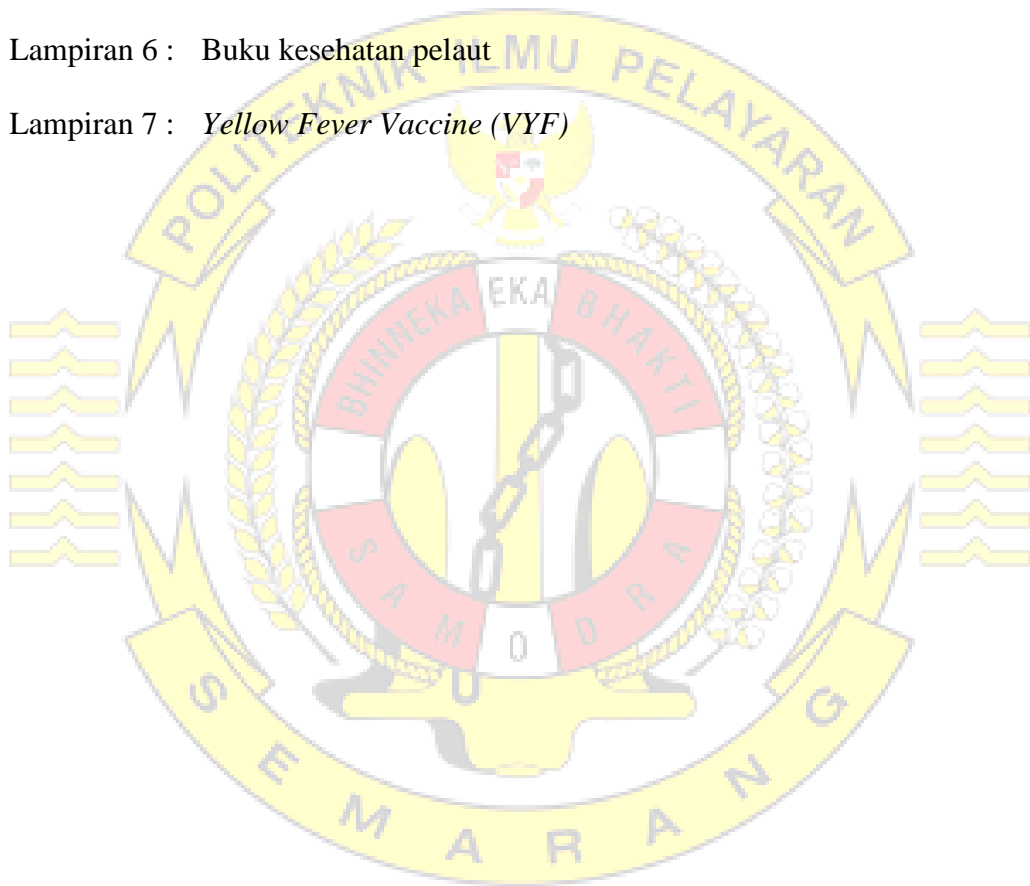 Lampiran 6 : Buku kesehatan pelaut
Lampiran 7 : Yellow Fever Vaccine (VYF)
POLITEKNIK ILMU PELAYARAN
BHINNEKA EKA BHAKTI
SAMODRA
SEMARANG